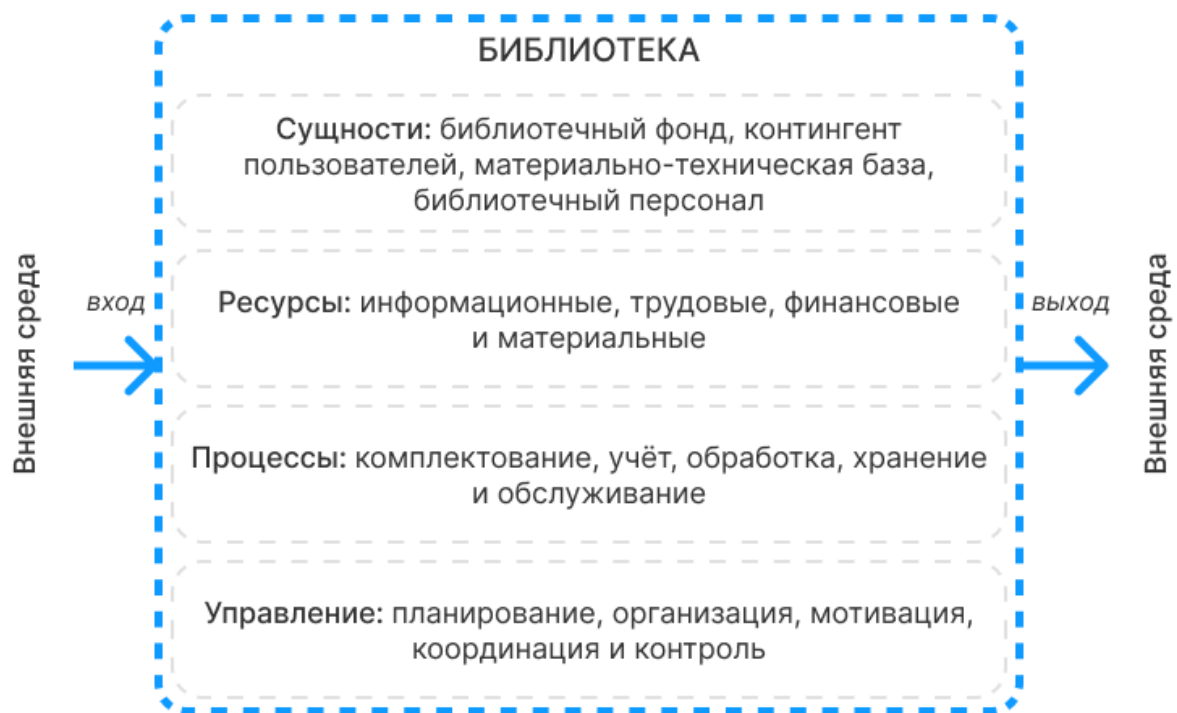 БИБЛИОТЕКА
Сущности: библиотечный фонд, контингент
пользователей, материально-техническая база,
библиотечный персонал
Внешняя среда
вход
Ресурсы: информационные, трудовые, финансовые
и материальные
выход
Внешняя среда
Процессы: комплектование, учёт, обработка, хранение
и обслуживание
Управление: планирование, организация, мотивация,
координация и контроль